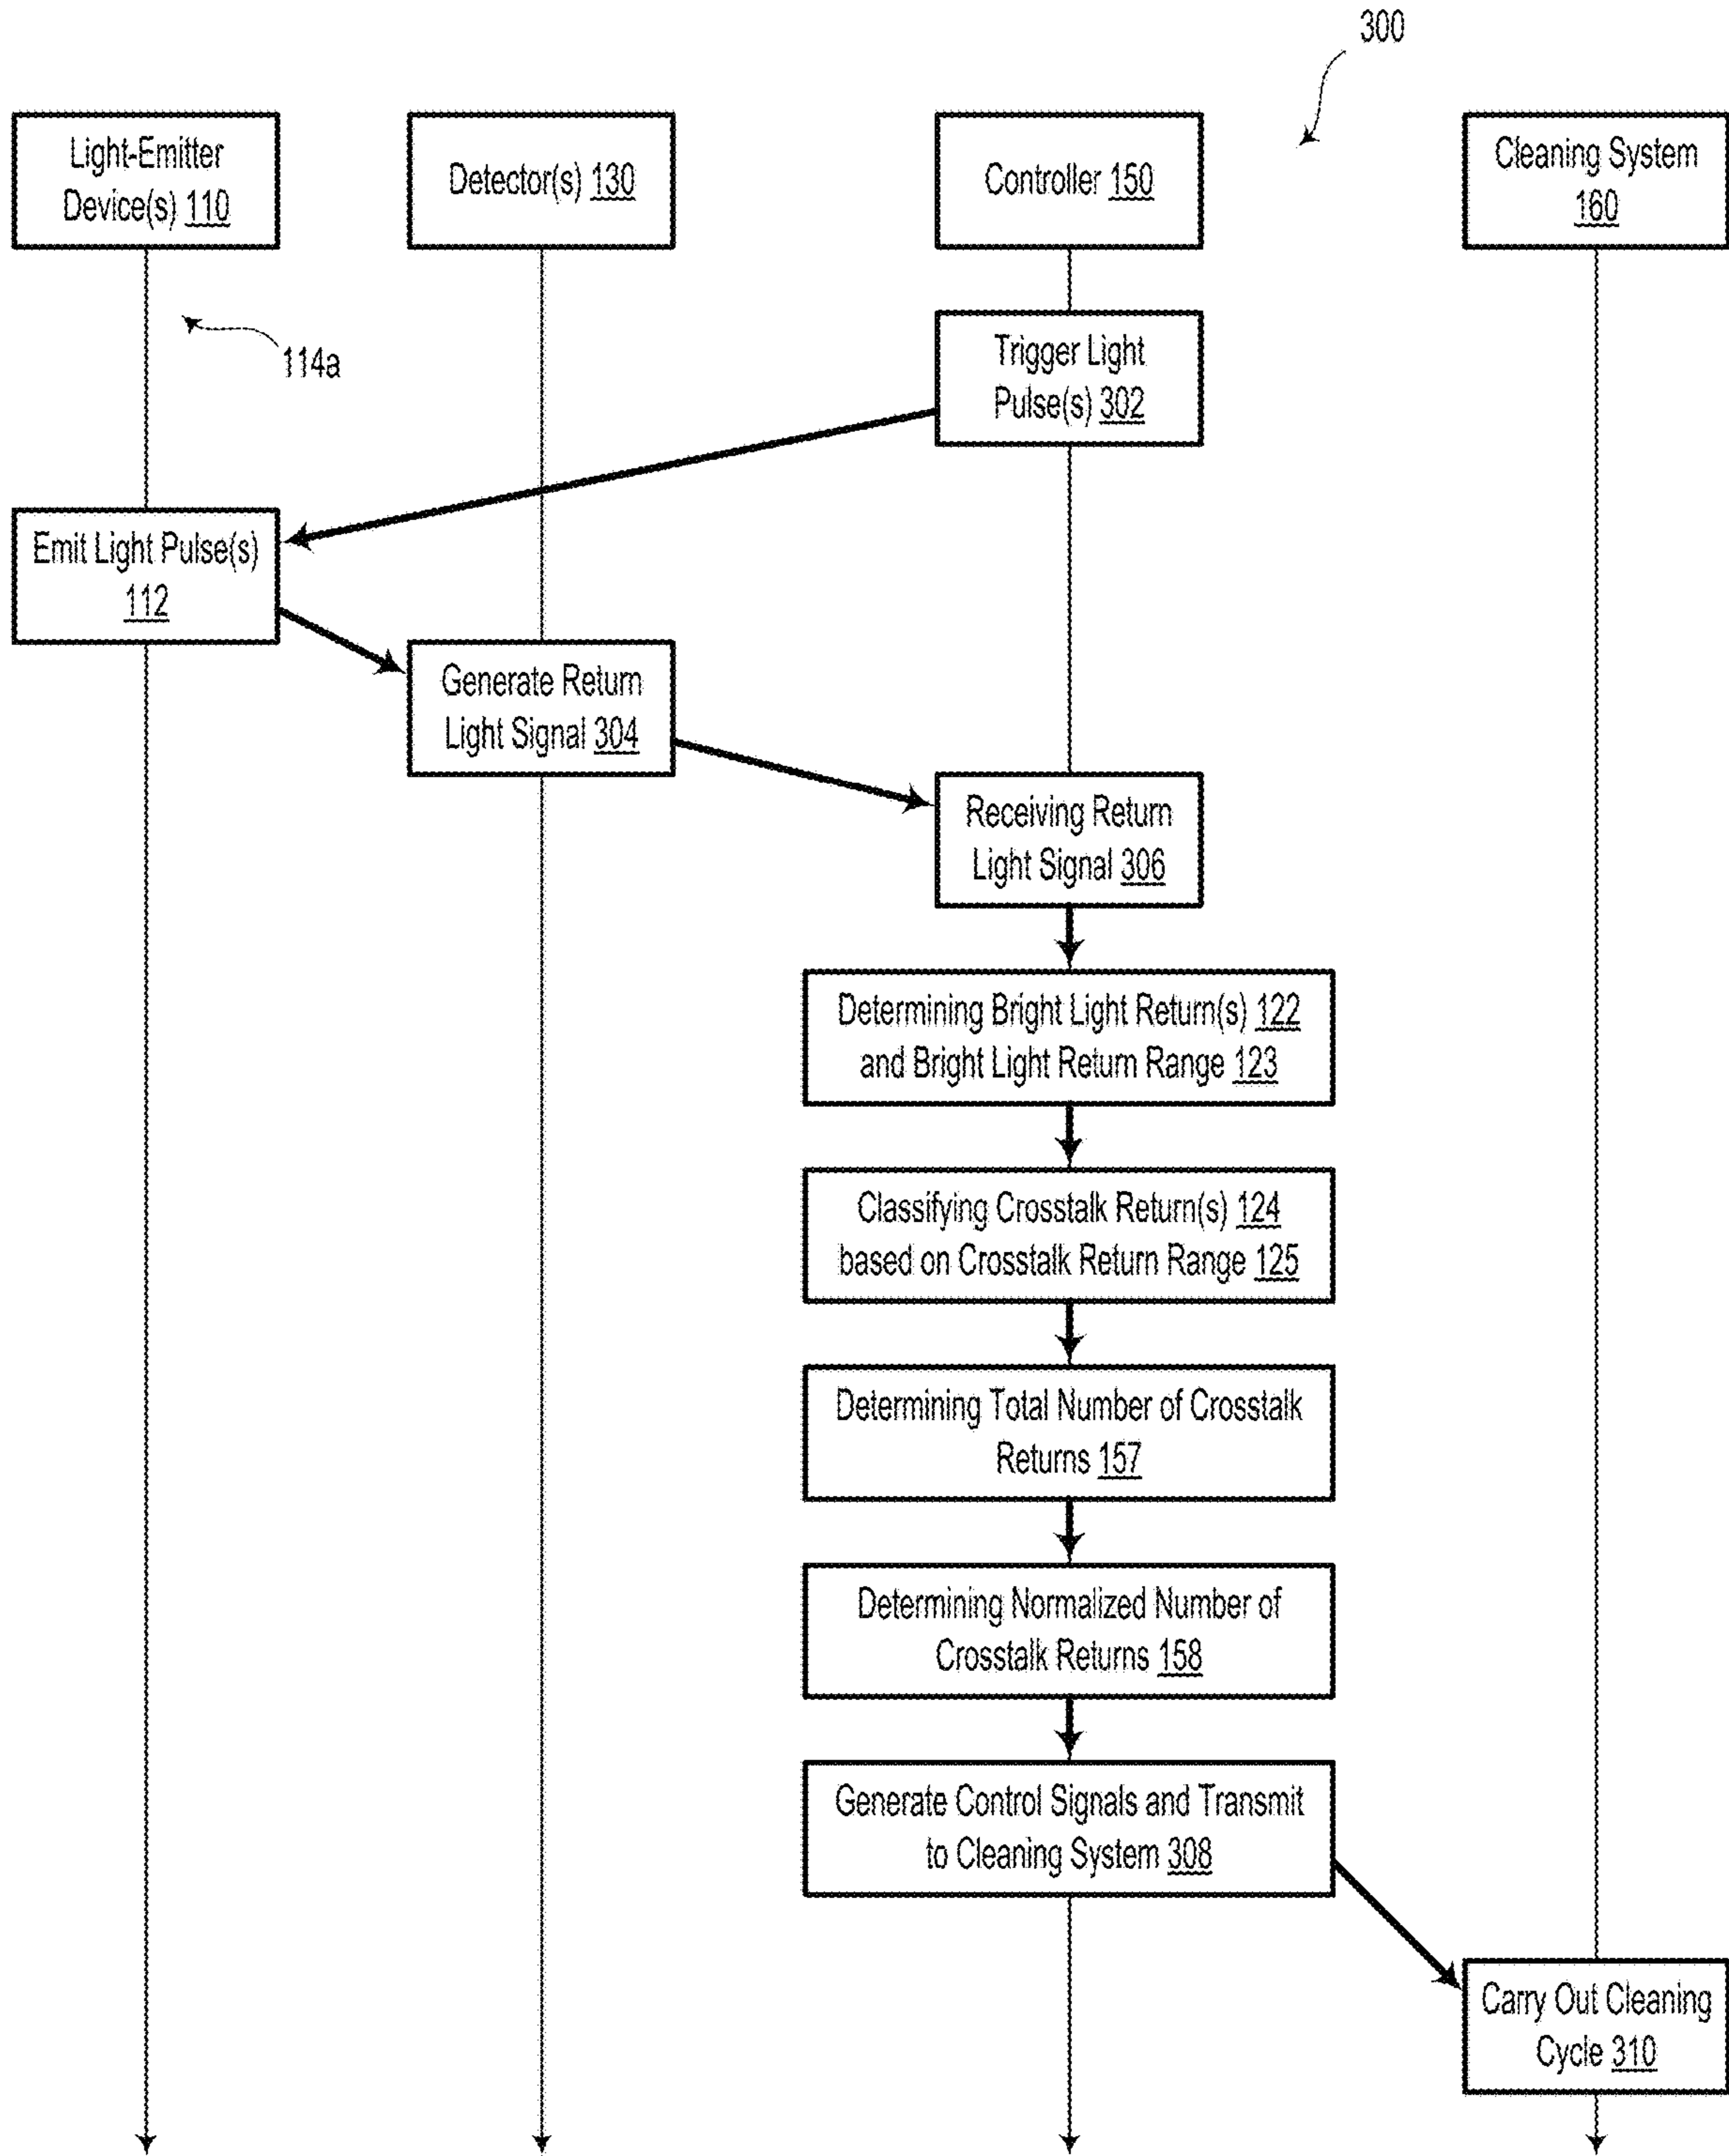 300
Light-Emitter
Device(s) 110
Detector(s) 130
Controller 150
Cleaning System
160
114a
Trigger Light
Pulse(s) 302
Emit Light Pulse(s)
112
Generate Return
Light Signal 304
Receiving Return
Light Signal 306
Determining Bright Light Return(s) 122
and Bright Light Return Range 123
Classifying Crosstalk Return(s) 124
based on Crosstalk Return Range 125
Determining Total Number of Crosstalk
Returns 157
Determining Normalized Number of
Crosstalk Returns 158
Generate Control Signals and Transmit
to Cleaning System 308
Carry Out Cleaning
Cycle 310